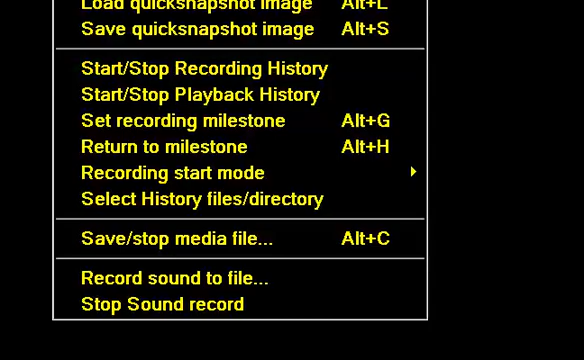 Load quicksnapshot image Alt+L
Save quicksnapshot image Alt+S
Start/Stop Recording History
Start/Stop Playback History
Set recording milestone Alt+G
Return to milestone Alt+H
Recording start mode
Select History files/directory
Save/stop media file... Alt+C
Record sound to file...
Stop Sound record